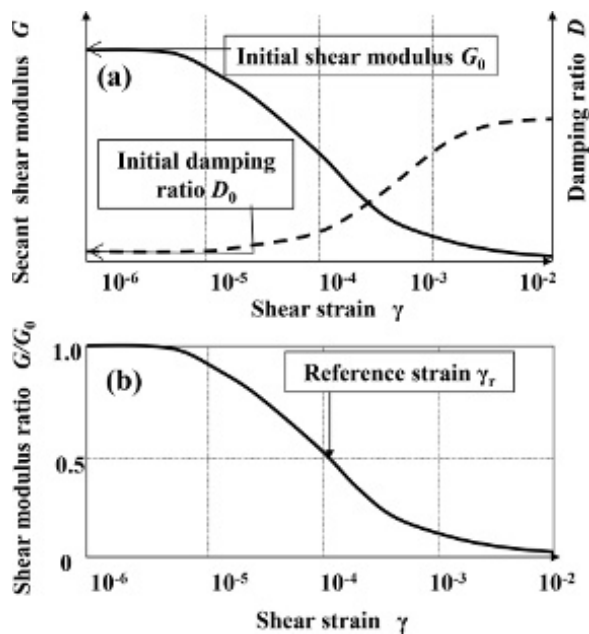 Secant shear modulus G
(a)
Initial shear modulus G₀
Initial damping
ratio D₀
Damping ratio D
10⁻⁶ 10⁻⁵ 10⁻⁴ 10⁻³ 10⁻²
Shear strain γ
Shear modulus ratio G/G₀
1.0
(b)
Reference strain γᵣ
0.5
0
10⁻⁶ 10⁻⁵ 10⁻⁴ 10⁻³ 10⁻²
Shear strain γ